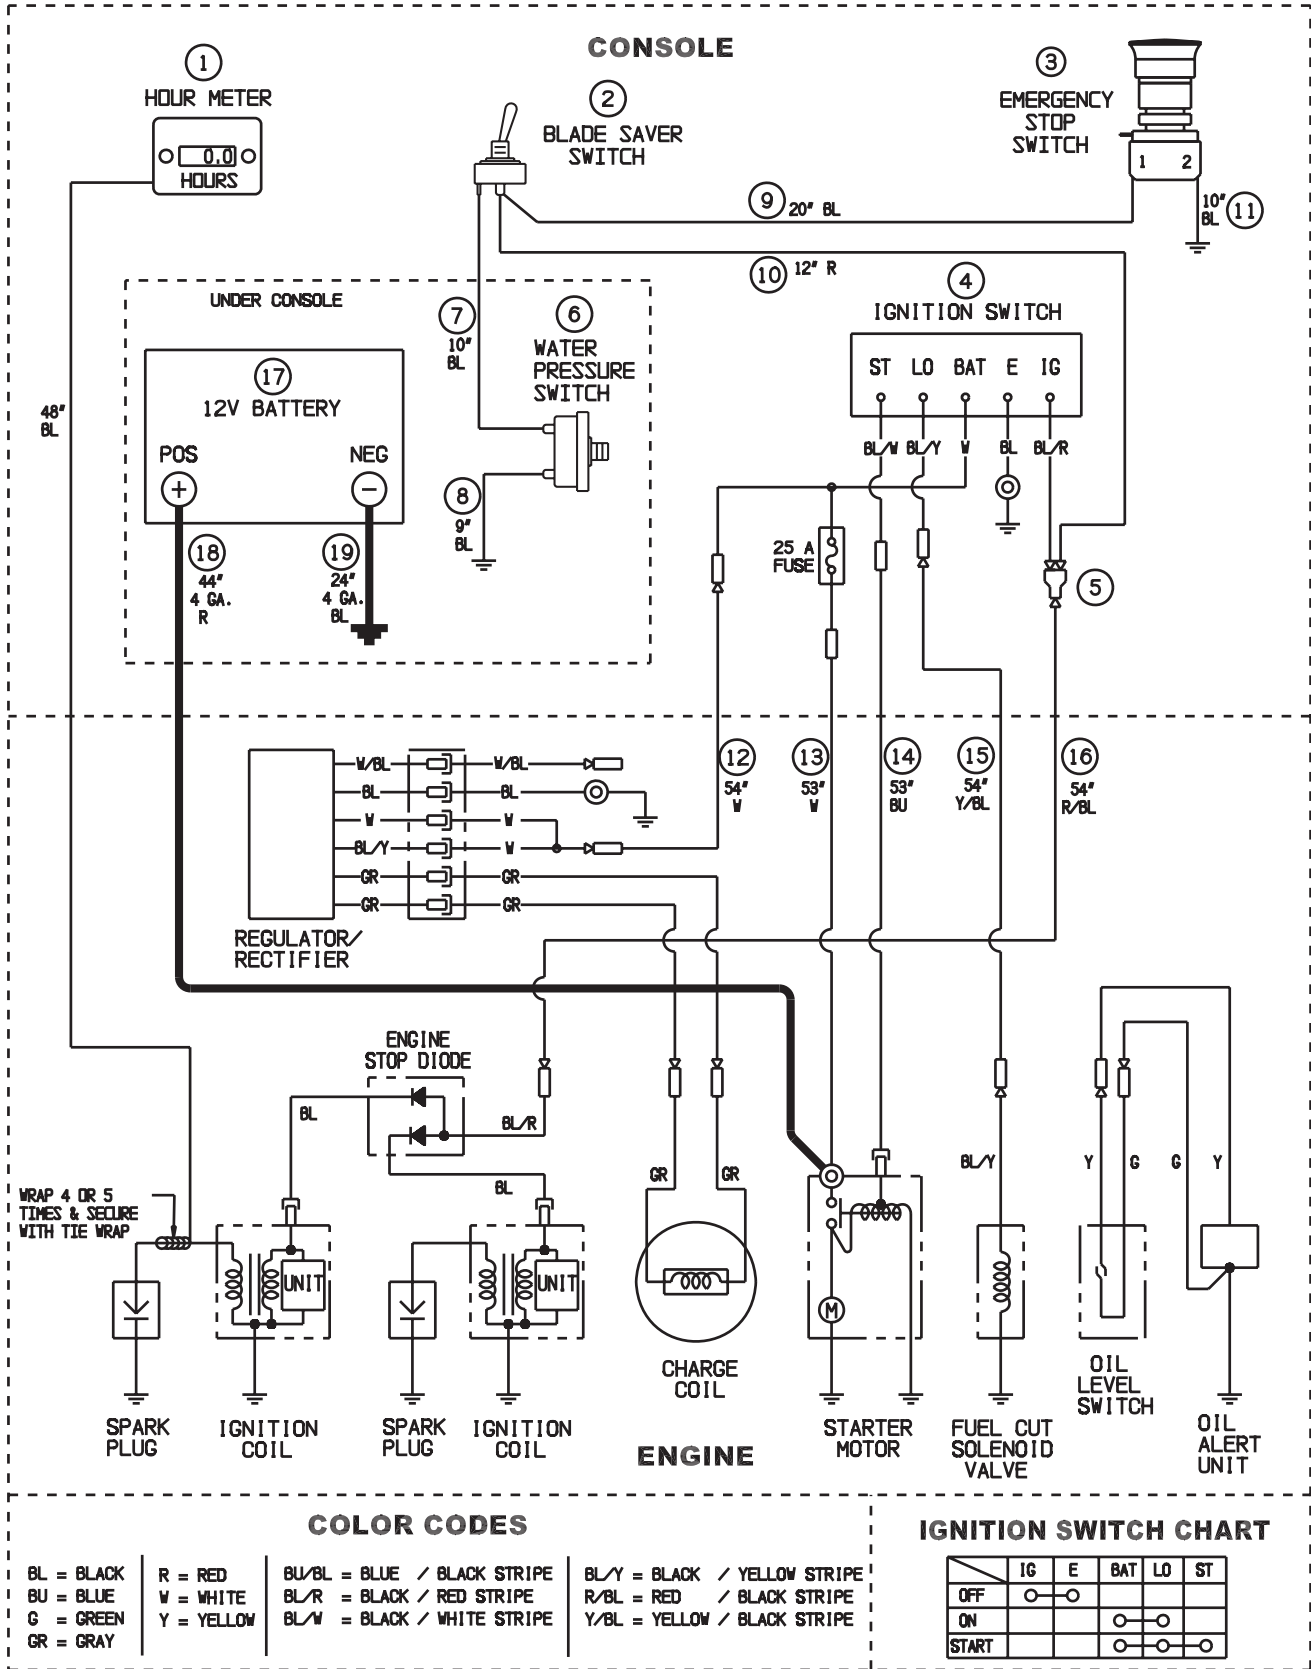 CONSOLE
1
HOUR METER
0.0
HOURS
2
BLADE SAVER
SWITCH
3
EMERGENCY
STOP
SWITCH
1 2
9 20" BL
10"
BL
11
10 12" R
UNDER CONSOLE
17
12V BATTERY
POS
NEG
+
−
18
44"
4 GA.
R
19
24"
4 GA.
BL
48"
BL
7
10"
BL
6
WATER
PRESSURE
SWITCH
8
9"
BL
4
IGNITION SWITCH
ST LO BAT E IG
BL/W BL/Y W BL BL/R
25 A
FUSE
5
12
54"
W
13
53"
W
14
53"
BU
15
54"
Y/BL
16
54"
R/BL
W/BL W/BL
BL BL
W W
BL/Y W
GR GR
GR GR
REGULATOR/
RECTIFIER
ENGINE
STOP DIODE
BL
BL/R
BL
WRAP 4 OR 5
TIMES & SECURE
WITH TIE WRAP
UNIT
UNIT
GR GR
M
BL/Y
Y G G Y
SPARK
PLUG
IGNITION
COIL
SPARK
PLUG
IGNITION
COIL
CHARGE
COIL
STARTER
MOTOR
FUEL CUT
SOLENOID
VALVE
OIL
LEVEL
SWITCH
OIL
ALERT
UNIT
ENGINE
COLOR CODES
BL = BLACK
BU = BLUE
G = GREEN
GR = GRAY
R = RED
W = WHITE
Y = YELLOW
BU/BL = BLUE / BLACK STRIPE
BL/R = BLACK / RED STRIPE
BL/W = BLACK / WHITE STRIPE
BL/Y = BLACK / YELLOW STRIPE
R/BL = RED / BLACK STRIPE
Y/BL = YELLOW / BLACK STRIPE
IGNITION SWITCH CHART
IG E BAT LO ST
OFF
ON
START